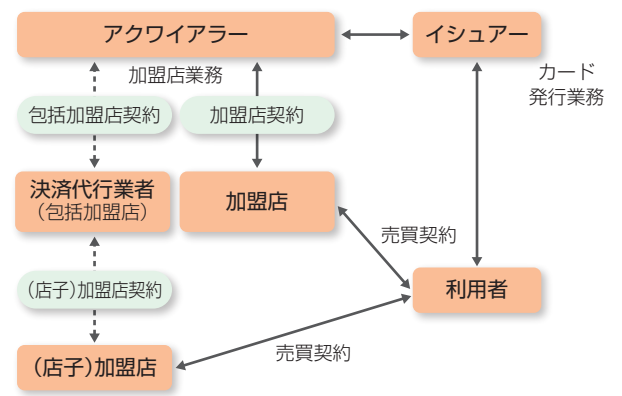 アクワイアラー
イシュアー
加盟店業務
カード
発行業務
包括加盟店契約
加盟店契約
決済代行業者
（包括加盟店）
加盟店
売買契約
(店子)加盟店契約
利用者
売買契約
(店子)加盟店